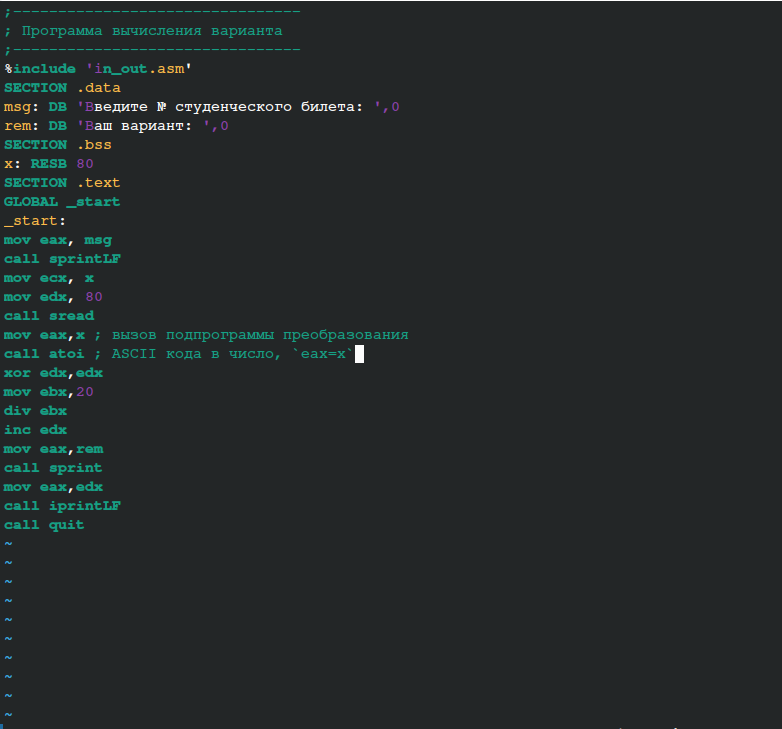 ;--------------------------------
; Программа вычисления варианта
;--------------------------------
%include 'in_out.asm'
SECTION .data
msg: DB 'Введите № студенческого билета: ',0
rem: DB 'Ваш вариант: ',0
SECTION .bss
x: RESB 80
SECTION .text
GLOBAL _start
_start:
mov eax, msg
call sprintLF
mov ecx, x
mov edx, 80
call sread
mov eax,x ; вызов подпрограммы преобразования
call atoi ; ASCII кода в число, `eax=x`
xor edx,edx
mov ebx,20
div ebx
inc edx
mov eax,rem
call sprint
mov eax,edx
call iprintLF
call quit
~
~
~
~
~
~
~
~
~
~